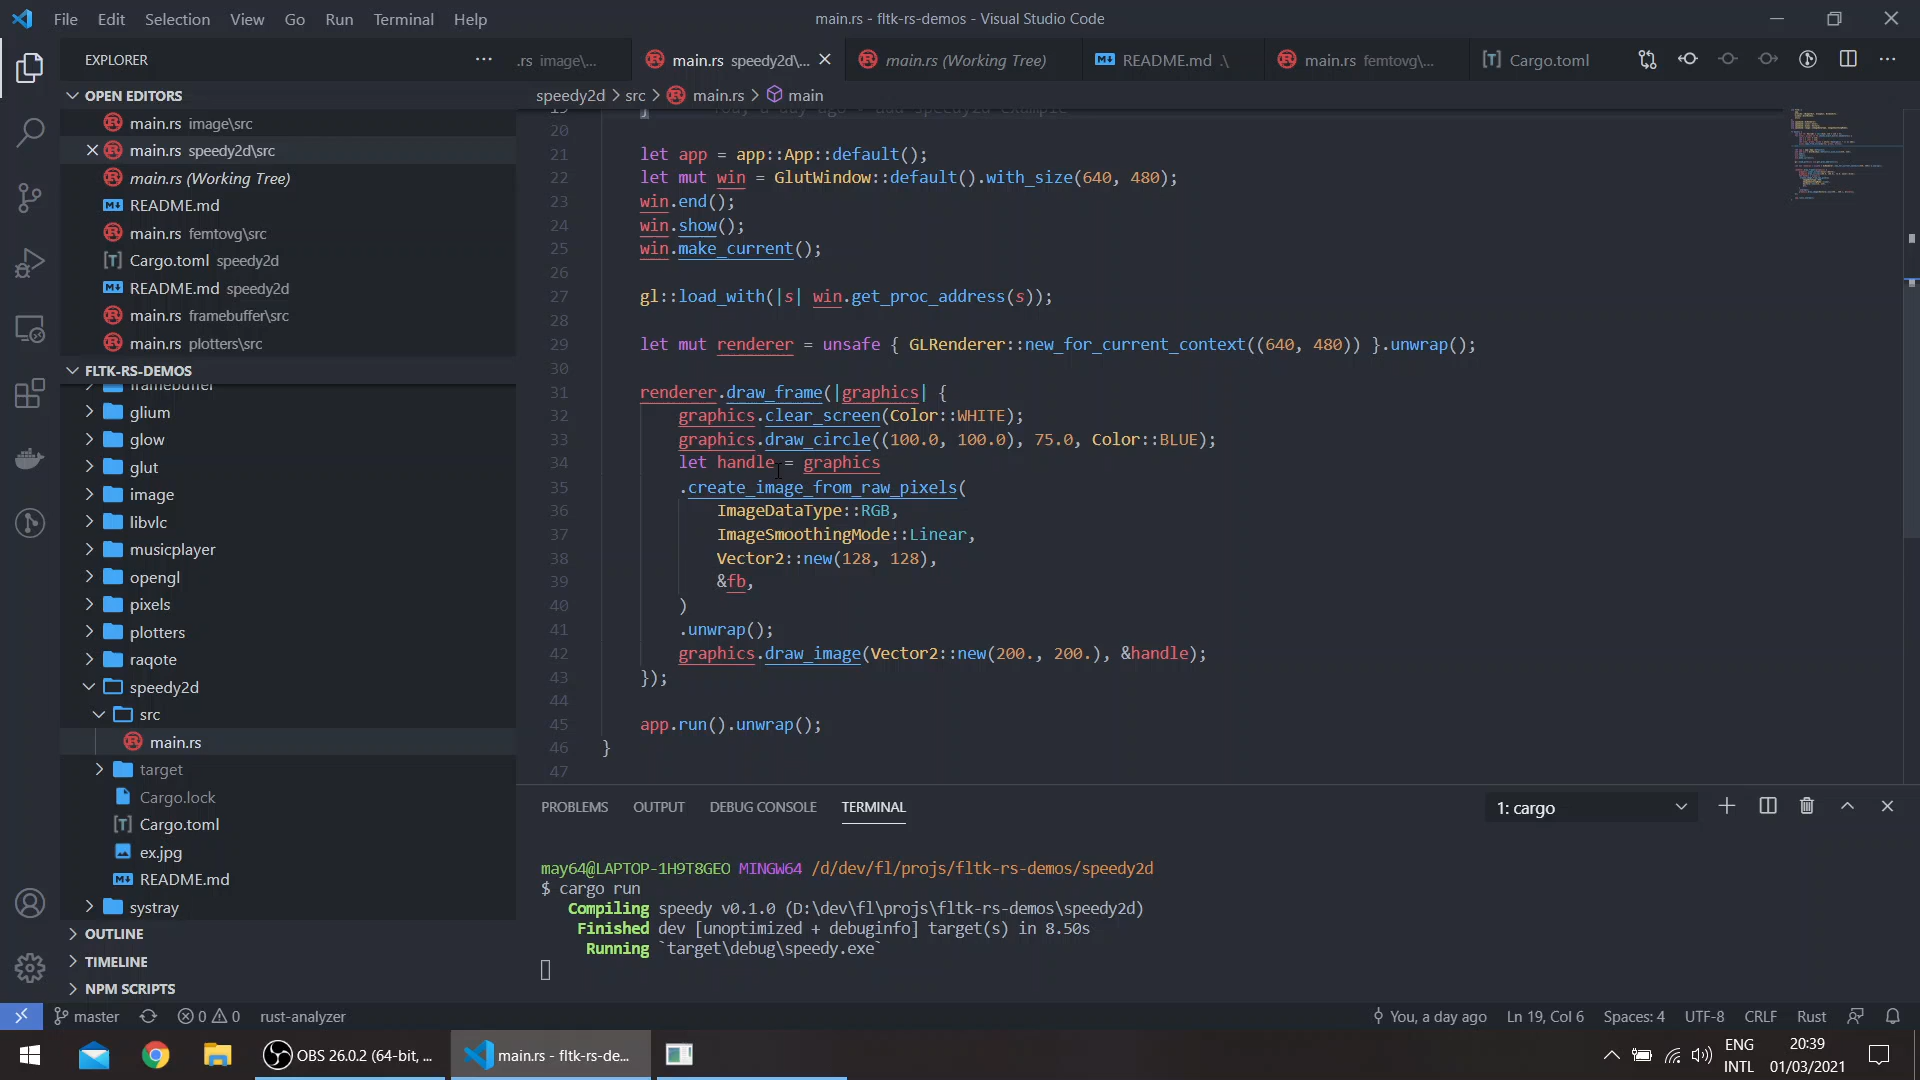 File Edit Selection View Go Run Terminal Help
main.rs - fltk-rs-demos - Visual Studio Code
EXPLORER
.rs image\...
main.rs speedy2d\...
main.rs (Working Tree)
README.md .\
main.rs femtovg\...
Cargo.toml
OPEN EDITORS
main.rs image\src
main.rs speedy2d\src
main.rs (Working Tree)
README.md
main.rs femtovg\src
Cargo.toml speedy2d
README.md speedy2d
main.rs framebuffer\src
main.rs plotters\src
FLTK-RS-DEMOS
framebuffer
glium
glow
glut
image
libvlc
musicplayer
opengl
pixels
plotters
raqote
speedy2d
src
main.rs
target
Cargo.lock
Cargo.toml
ex.jpg
README.md
systray
OUTLINE
TIMELINE
NPM SCRIPTS
speedy2d > src > main.rs > main
19 } You, a day ago • add speedy2d example
20
21 let app = app::App::default();
22 let mut win = GlutWindow::default().with_size(640, 480);
23 win.end();
24 win.show();
25 win.make_current();
26
27 gl::load_with(|s| win.get_proc_address(s));
28
29 let mut renderer = unsafe { GLRenderer::new_for_current_context((640, 480)) }.unwrap();
30
31 renderer.draw_frame(|graphics| {
32 graphics.clear_screen(Color::WHITE);
33 graphics.draw_circle((100.0, 100.0), 75.0, Color::BLUE);
34 let handle = graphics
35 .create_image_from_raw_pixels(
36 ImageDataType::RGB,
37 ImageSmoothingMode::Linear,
38 Vector2::new(128, 128),
39 &fb,
40 )
41 .unwrap();
42 graphics.draw_image(Vector2::new(200., 200.), &handle);
43 });
44
45 app.run().unwrap();
46 }
47
PROBLEMS OUTPUT DEBUG CONSOLE TERMINAL
1: cargo
may64@LAPTOP-1H9T8GEO MINGW64 /d/dev/fl/projs/fltk-rs-demos/speedy2d
$ cargo run
Compiling speedy v0.1.0 (D:\dev\fl\projs\fltk-rs-demos\speedy2d)
Finished dev [unoptimized + debuginfo] target(s) in 8.50s
Running `target\debug\speedy.exe`
master
0 0
rust-analyzer
You, a day ago
Ln 19, Col 6
Spaces: 4
UTF-8
CRLF
Rust
OBS 26.0.2 (64-bit, ...
main.rs - fltk-rs-de...
ENG
INTL
20:39
01/03/2021